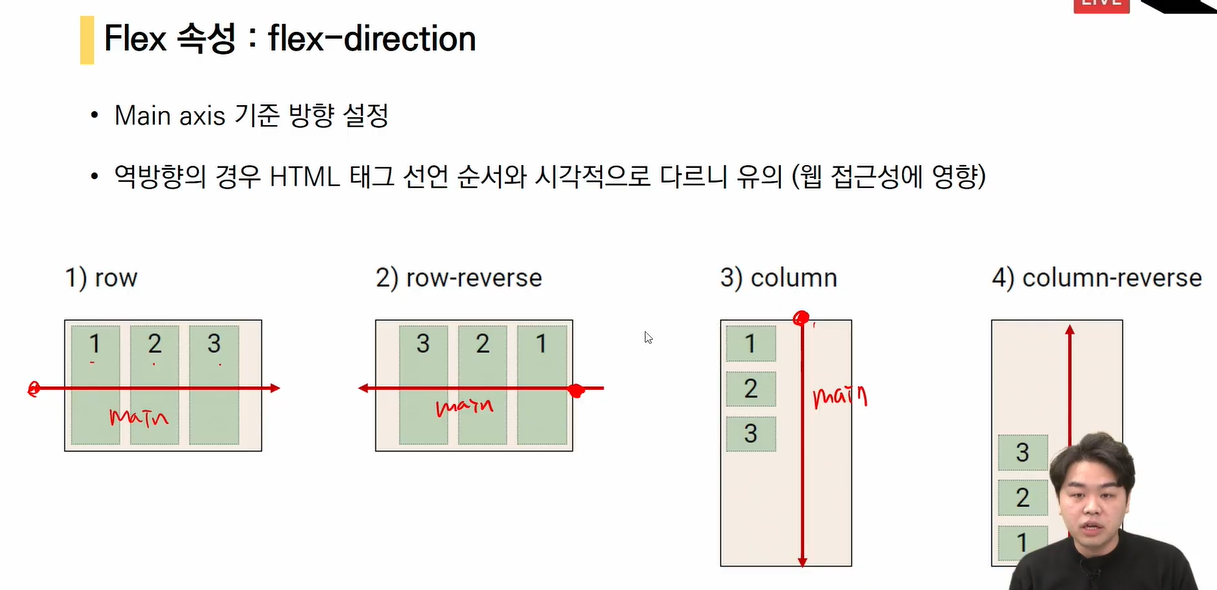 LIVE
Flex 속성 : flex-direction
• Main axis 기준 방향 설정
• 역방향의 경우 HTML 태그 선언 순서와 시각적으로 다르니 유의 (웹 접근성에 영향)
1) row
2) row-reverse
3) column
4) column-reverse
1 2 3
main
3 2 1
main
1
2
3
main
3
2
1